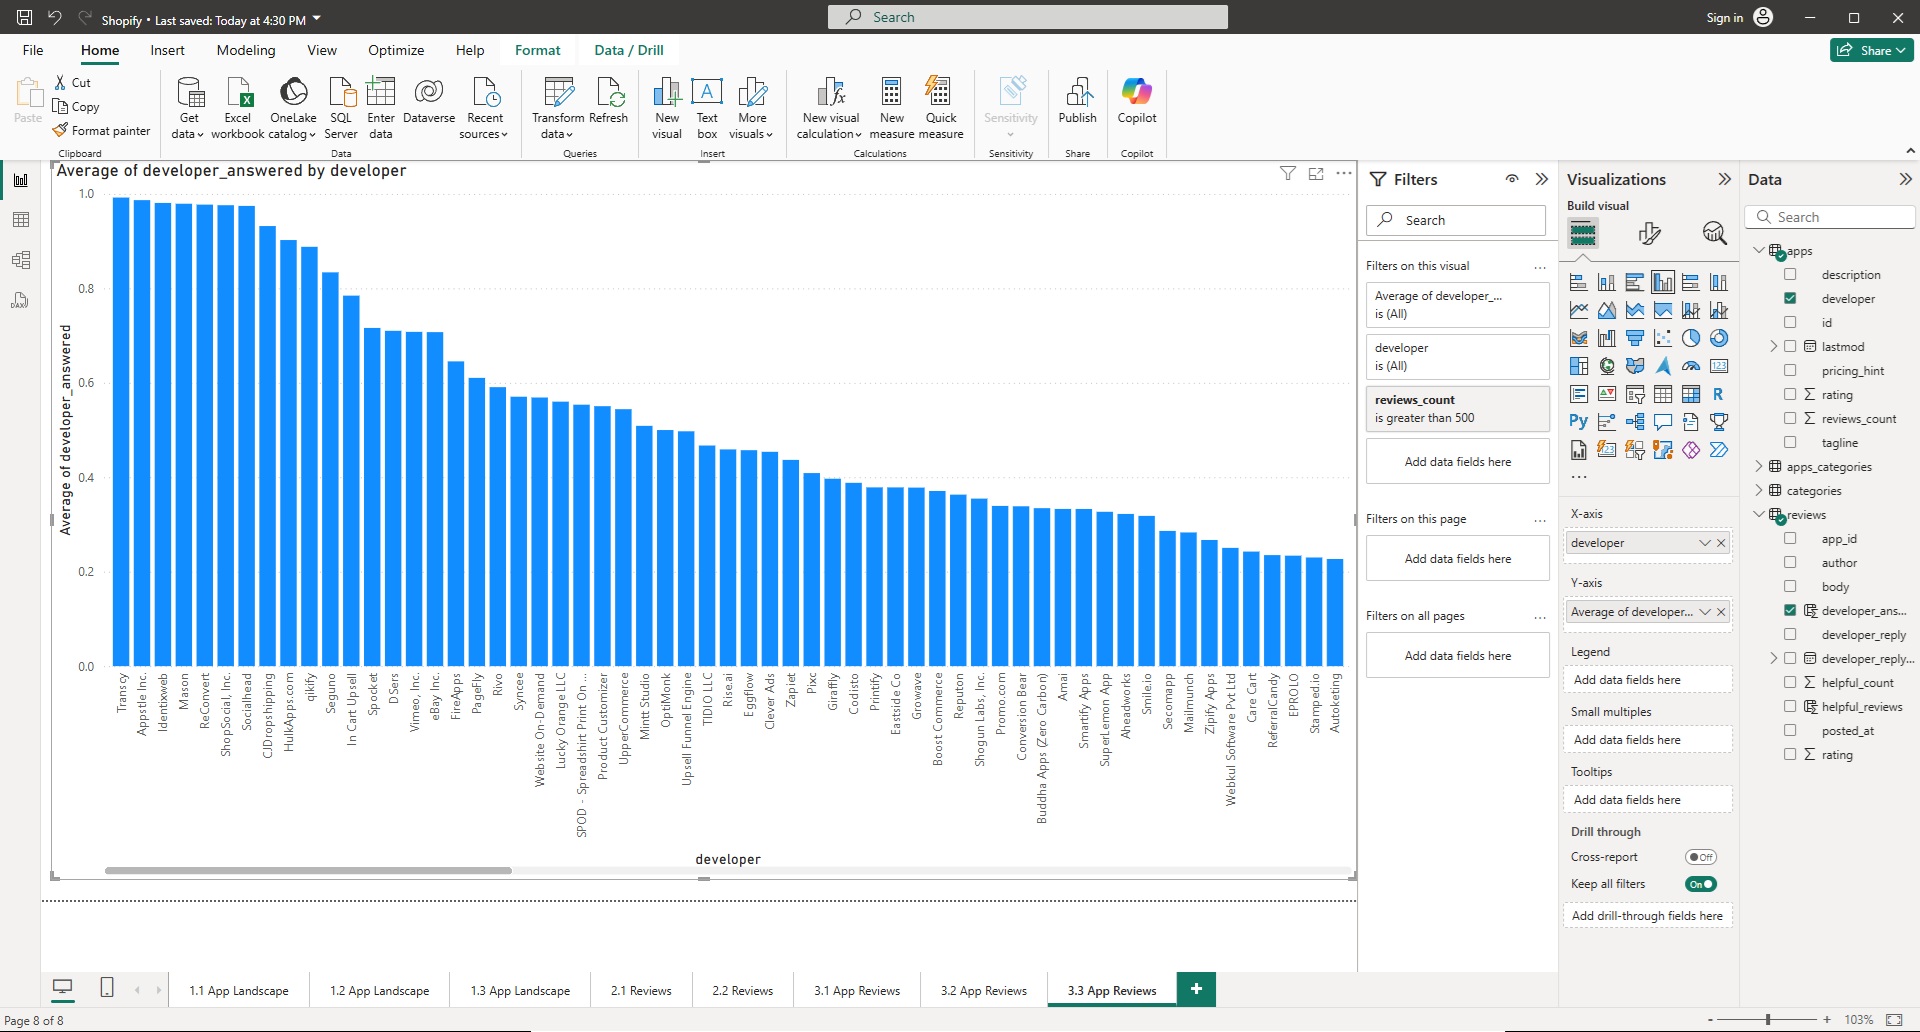 Shopify • Last saved: Today at 4:30 PM
Search
Sign in
File
Home
Insert
Modeling
View
Optimize
Help
Format
Data / Drill
Share
Paste
Cut
Copy
Format painter
Clipboard
Get data
Excel workbook
OneLake catalog
SQL Server
Enter data
Dataverse
Recent sources
Data
Transform data
Refresh
Queries
New visual
Text box
More visuals
Insert
New visual calculation
New measure
Quick measure
Calculations
Sensitivity
Sensitivity
Publish
Share
Copilot
Copilot
Average of developer_answered by developer
Average of developer_answered
1.0
0.8
0.6
0.4
0.2
0.0
Transcy
Appstle Inc.
Identixweb
Mason
ReConvert
ShopSocial, Inc.
Socialhead
CJDropshipping
HulkApps.com
qikify
Seguno
In Cart Upsell
Spocket
DSers
Vimeo, Inc.
eBay Inc.
FireApps
PageFly
Rivo
Syncee
Website On-Demand
Lucky Orange LLC
SPOD - Spreadshirt Print On ...
Product Customizer
UpperCommerce
Mintt Studio
OptiMonk
Upsell Funnel Engine
TIDIO LLC
Rise.ai
Eggflow
Clever Ads
Zapiet
Pixc
Giraffly
Codisto
Printify
Eastside Co
Growave
Boost Commerce
Reputon
Shogun Labs, Inc.
Promo.com
Conversion Bear
Buddha Apps (Zero Carbon)
Amai
Smartify Apps
SuperLemon App
Aheadworks
Smile.io
Secomapp
Mailmunch
Zipify Apps
Webkul Software Pvt Ltd
Care Cart
ReferralCandy
EPROLO
Stamped.io
Autoketing
developer
Filters
Search
Filters on this visual
...
Average of developer_...
is (All)
developer
is (All)
reviews_count
is greater than 500
Add data fields here
Filters on this page
...
Add data fields here
Filters on all pages
...
Add data fields here
Visualizations
Build visual
R
Py
123
...
X-axis
developer
Y-axis
Average of developer...
Legend
Add data fields here
Small multiples
Add data fields here
Tooltips
Add data fields here
Drill through
Cross-report
Off
Keep all filters
On
Add drill-through fields here
Data
Search
apps
description
developer
id
lastmod
pricing_hint
rating
reviews_count
tagline
apps_categories
categories
reviews
app_id
author
body
developer_ans...
developer_reply
developer_reply...
helpful_count
helpful_reviews
posted_at
rating
1.1 App Landscape
1.2 App Landscape
1.3 App Landscape
2.1 Reviews
2.2 Reviews
3.1 App Reviews
3.2 App Reviews
3.3 App Reviews
+
Page 8 of 8
- + 103%